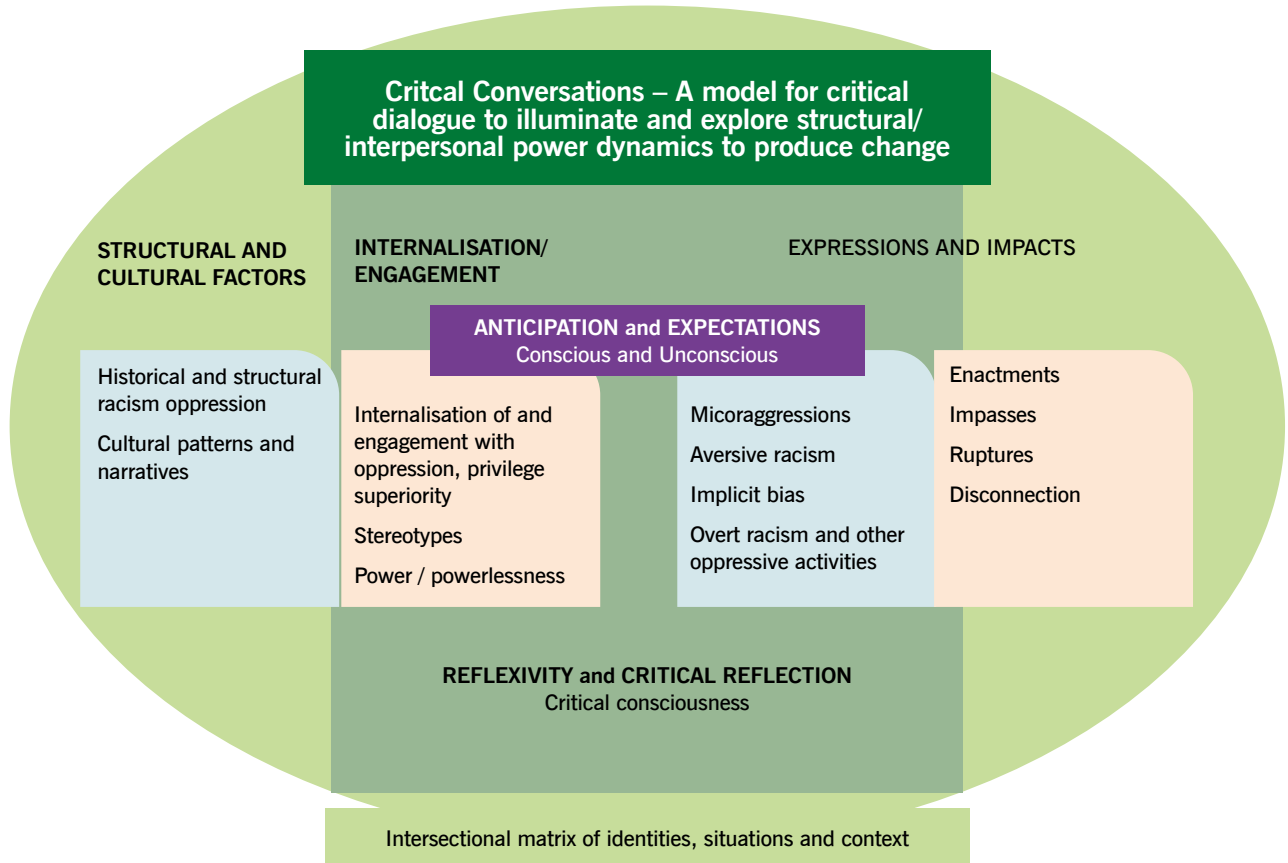 Critcal Conversations – A model for critical
dialogue to illuminate and explore structural/
interpersonal power dynamics to produce change
STRUCTURAL AND
CULTURAL FACTORS
INTERNALISATION/
ENGAGEMENT
EXPRESSIONS AND IMPACTS
ANTICIPATION and EXPECTATIONS
Conscious and Unconscious
Historical and structural
racism oppression
Cultural patterns and
narratives
Internalisation of and
engagement with
oppression, privilege
superiority
Stereotypes
Power / powerlessness
Micoraggressions
Aversive racism
Implicit bias
Overt racism and other
oppressive activities
Enactments
Impasses
Ruptures
Disconnection
REFLEXIVITY and CRITICAL REFLECTION
Critical consciousness
Intersectional matrix of identities, situations and context